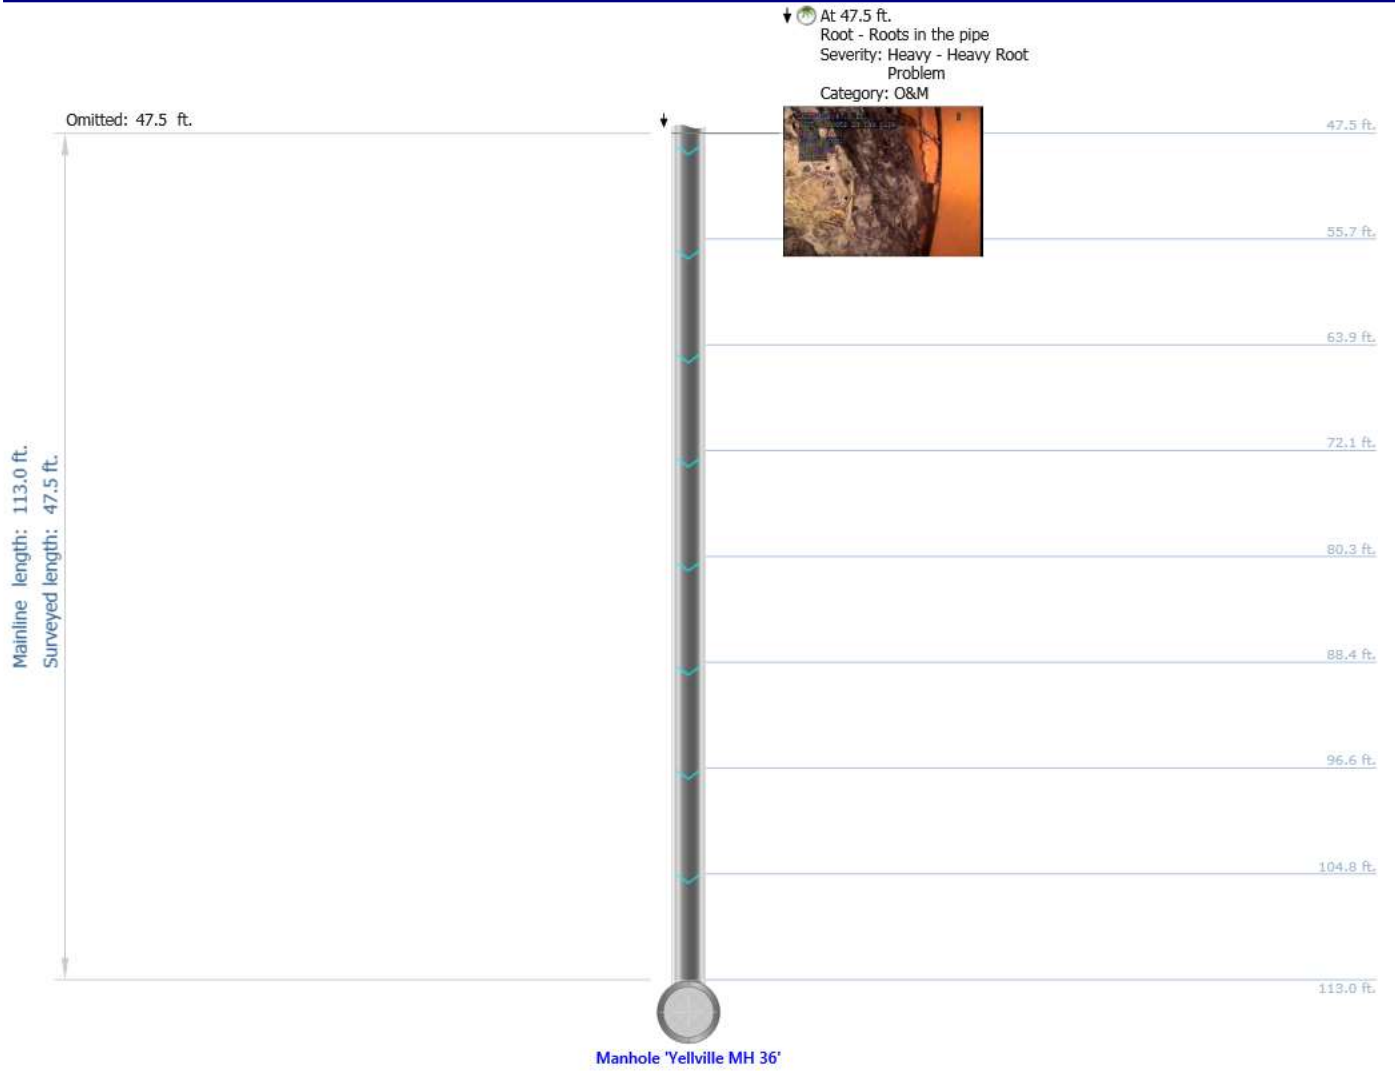 At 47.5 ft.
Root - Roots in the pipe
Severity: Heavy - Heavy Root
Problem
Category: O&M
Omitted: 47.5 ft.
47.5 ft.
55.7 ft.
63.9 ft.
72.1 ft.
80.3 ft.
88.4 ft.
96.6 ft.
104.8 ft.
113.0 ft.
Mainline length: 113.0 ft.
Surveyed length: 47.5 ft.
Manhole 'Yellville MH 36'